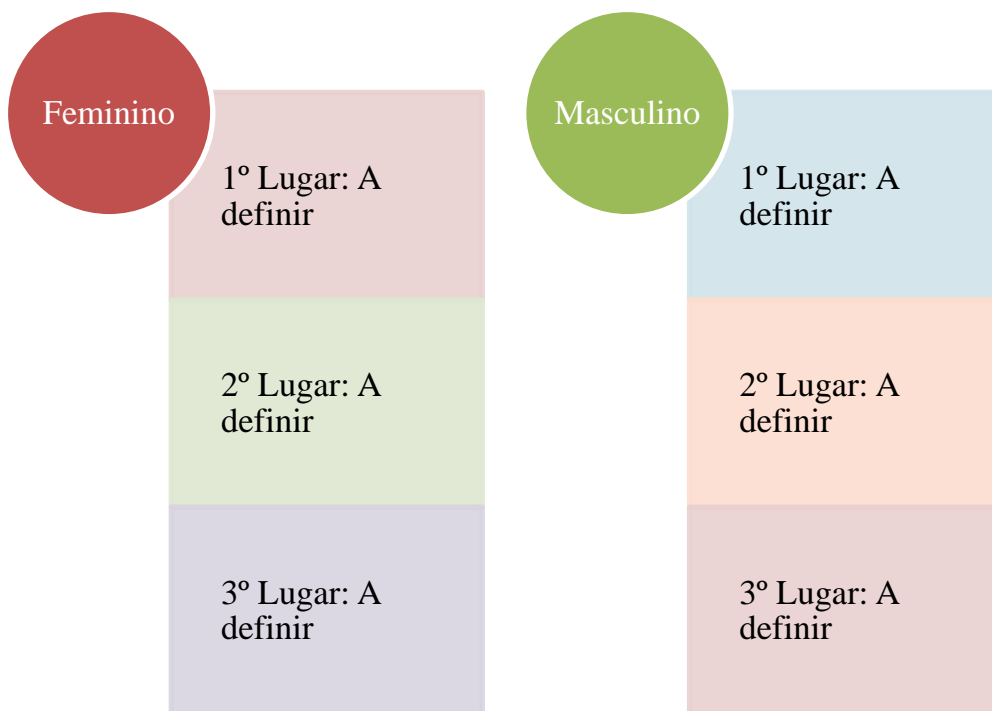 Feminino
1º Lugar: A
definir
2º Lugar: A
definir
3º Lugar: A
definir
Masculino
1º Lugar: A
definir
2º Lugar: A
definir
3º Lugar: A
definir